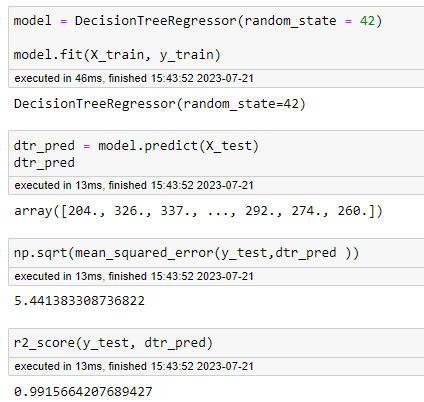 model = DecisionTreeRegressor(random_state = 42)
model.fit(X_train, y_train)
executed in 46ms, finished 15:43:52 2023-07-21
DecisionTreeRegressor(random_state=42)
dtr_pred = model.predict(X_test)
dtr_pred
executed in 13ms, finished 15:43:52 2023-07-21
array([204., 326., 337., ..., 292., 274., 260.])
np.sqrt(mean_squared_error(y_test,dtr_pred ))
executed in 13ms, finished 15:43:52 2023-07-21
5.441383308736822
r2_score(y_test, dtr_pred)
executed in 13ms, finished 15:43:52 2023-07-21
0.9915664207689427